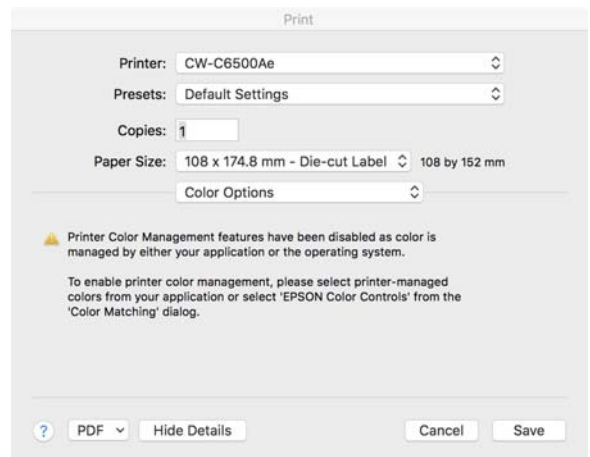 Print
Printer: CW-C6500Ae
Presets: Default Settings
Copies: 1
Paper Size: 108 x 174.8 mm - Die-cut Label 108 by 152 mm
Color Options
Printer Color Management features have been disabled as color is
managed by either your application or the operating system.
To enable printer color management, please select printer-managed
colors from your application or select 'EPSON Color Controls' from the
'Color Matching' dialog.
? PDF Hide Details Cancel Save